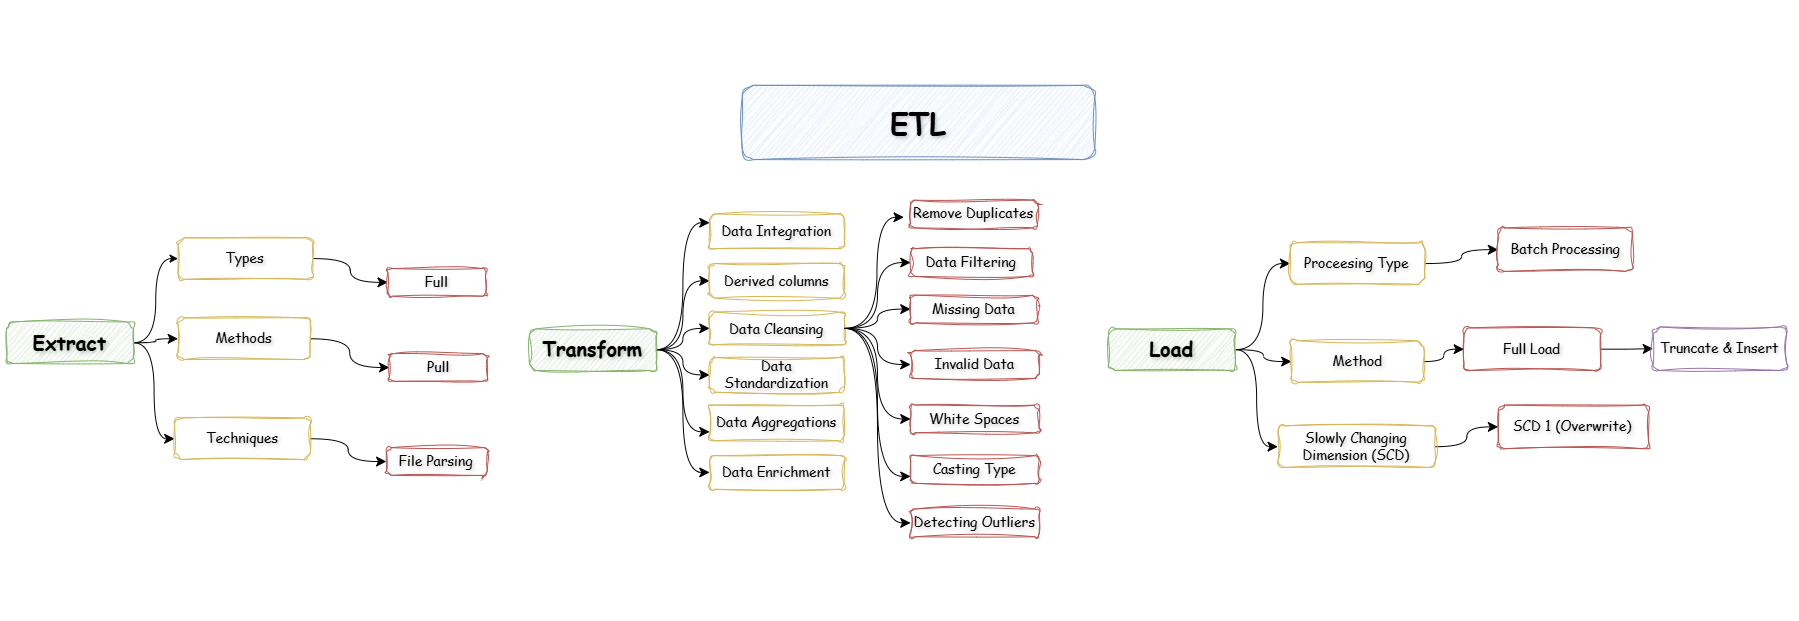 ETL
Extract
Types
Full
Methods
Pull
Techniques
File Parsing
Transform
Data Integration
Derived columns
Data Cleansing
Data
Standardization
Data Aggregations
Data Enrichment
Remove Duplicates
Data Filtering
Missing Data
Invalid Data
White Spaces
Casting Type
Detecting Outliers
Load
Proceesing Type
Batch Processing
Method
Full Load
Truncate & Insert
Slowly Changing
Dimension (SCD)
SCD 1 (Overwrite)